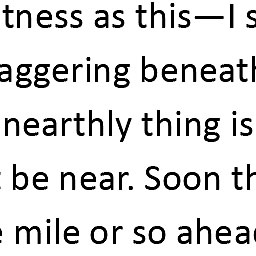 tness as this—I s
aggering beneath
nearthly thing is
be near. Soon th
mile or so ahead